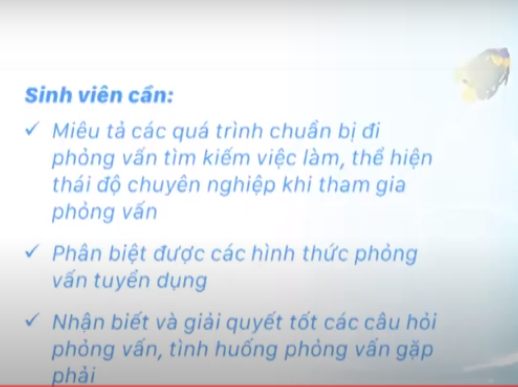 Sinh viên cần:
✓ Miêu tả các quá trình chuẩn bị đi
phỏng vấn tìm kiếm việc làm, thể hiện
thái độ chuyên nghiệp khi tham gia
phỏng vấn
✓ Phân biệt được các hình thức phỏng
vấn tuyển dụng
✓ Nhận biết và giải quyết tốt các câu hỏi
phỏng vấn, tình huống phỏng vấn gặp
phải